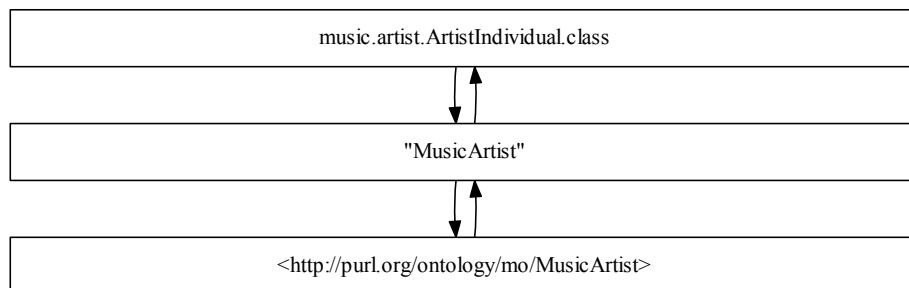 music.artist.ArtistIndividual.class
"MusicArtist"
<http://purl.org/ontology/mo/MusicArtist>